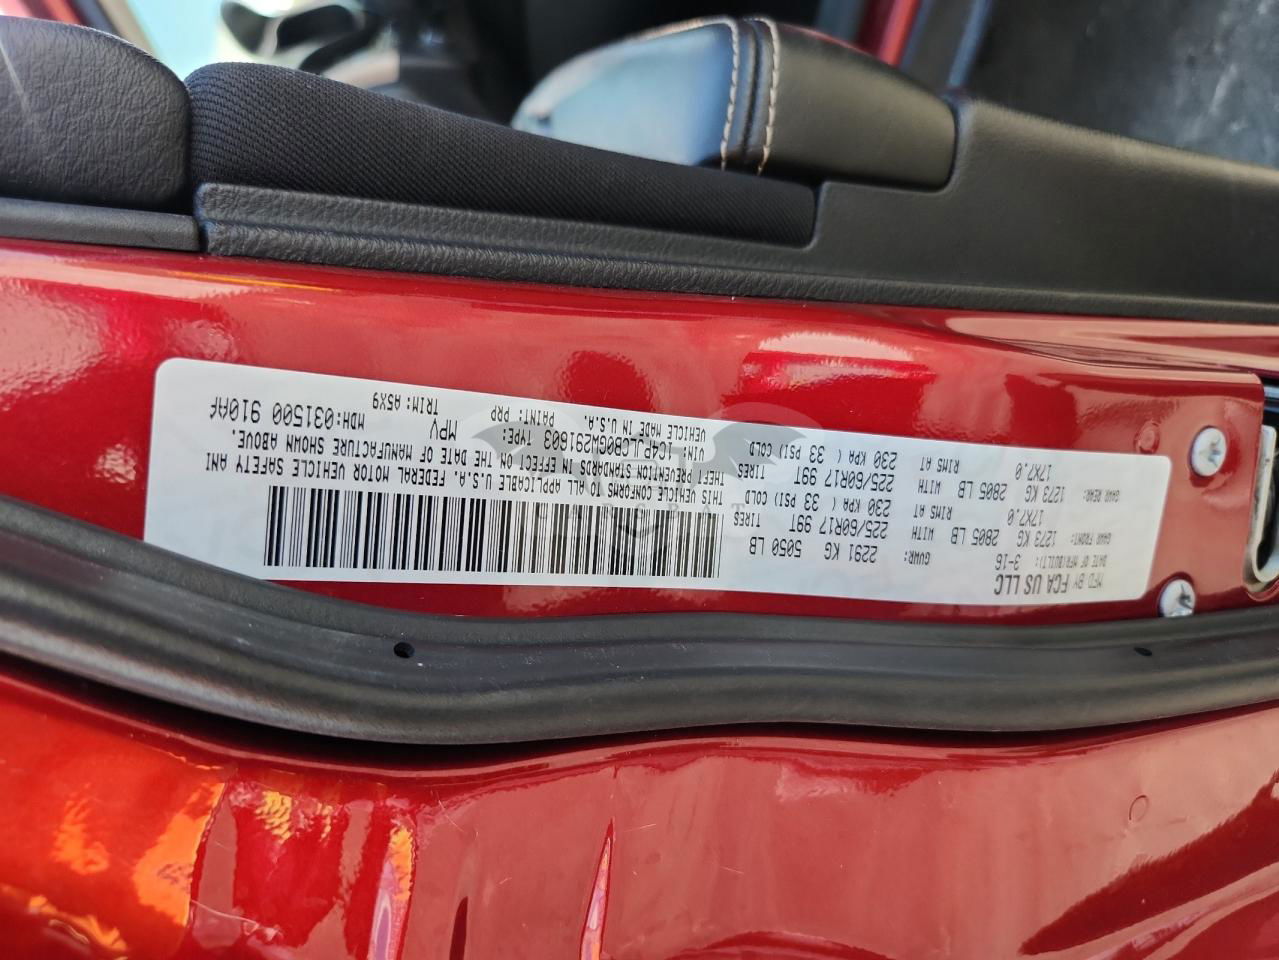 MFD BY FCA US LLC
DATE OF MFR(BUILT): 3-16 GVWR: 2291 KG 5050 LB
GAWR FRONT: 1273 KG 2805 LB WITH 225/60R17 99T TIRES
17X7.0 RIMS AT 230 KPA ( 33 PSI) COLD
GAWR REAR: 1273 KG 2805 LB WITH 225/60R17 99T TIRES
17X7.0 RIMS AT 230 KPA ( 33 PSI) COLD
THIS VEHICLE CONFORMS TO ALL APPLICABLE U.S.A. FEDERAL MOTOR VEHICLE SAFETY AND
THEFT PREVENTION STANDARDS IN EFFECT ON THE DATE OF MANUFACTURE SHOWN ABOVE.
VIN: TYPE: MPV MDH:031500 910AF
VEHICLE MADE IN U.S.A. PAINT: PRP TRIM: A5X9